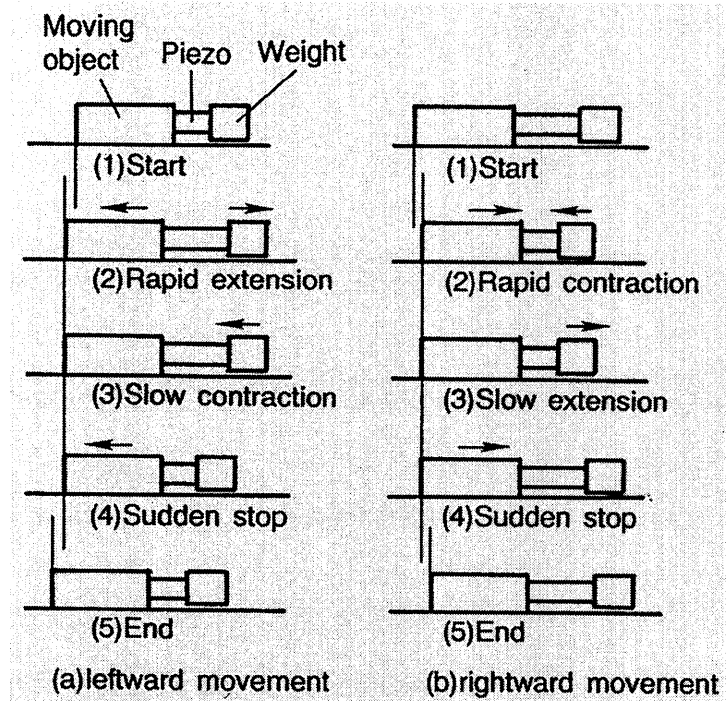 Moving
object
Piezo
Weight
(1)Start
(2)Rapid extension
(3)Slow contraction
(4)Sudden stop
(5)End
(a)leftward movement
(1)Start
(2)Rapid contraction
(3)Slow extension
(4)Sudden stop
(5)End
(b)rightward movement